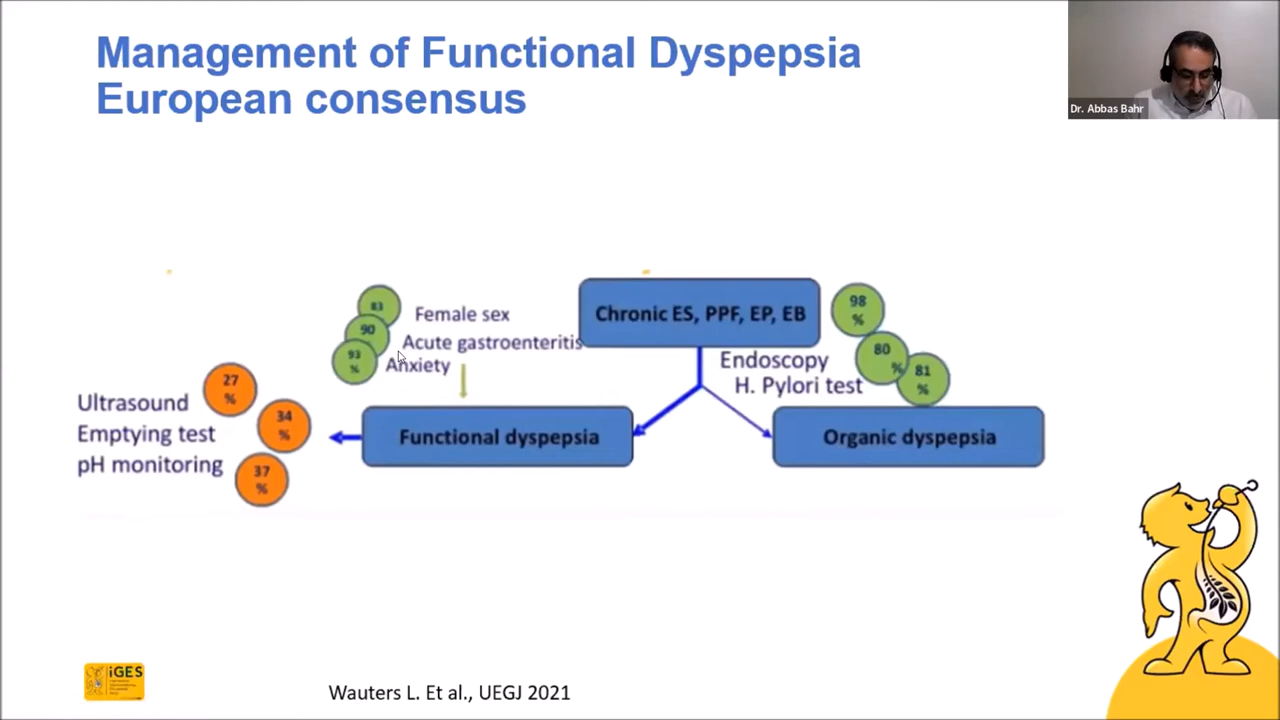 Management of Functional Dyspepsia
European consensus
Dr. Abbas Bahr
83
Female sex
90
Acute gastroenteritis
93
%
Anxiety
Chronic ES, PPF, EP, EB
98
%
80
%
81
%
Endoscopy
H. Pylori test
Functional dyspepsia
Organic dyspepsia
27
%
34
%
37
%
Ultrasound
Emptying test
pH monitoring
iGES
Wauters L. Et al., UEGJ 2021